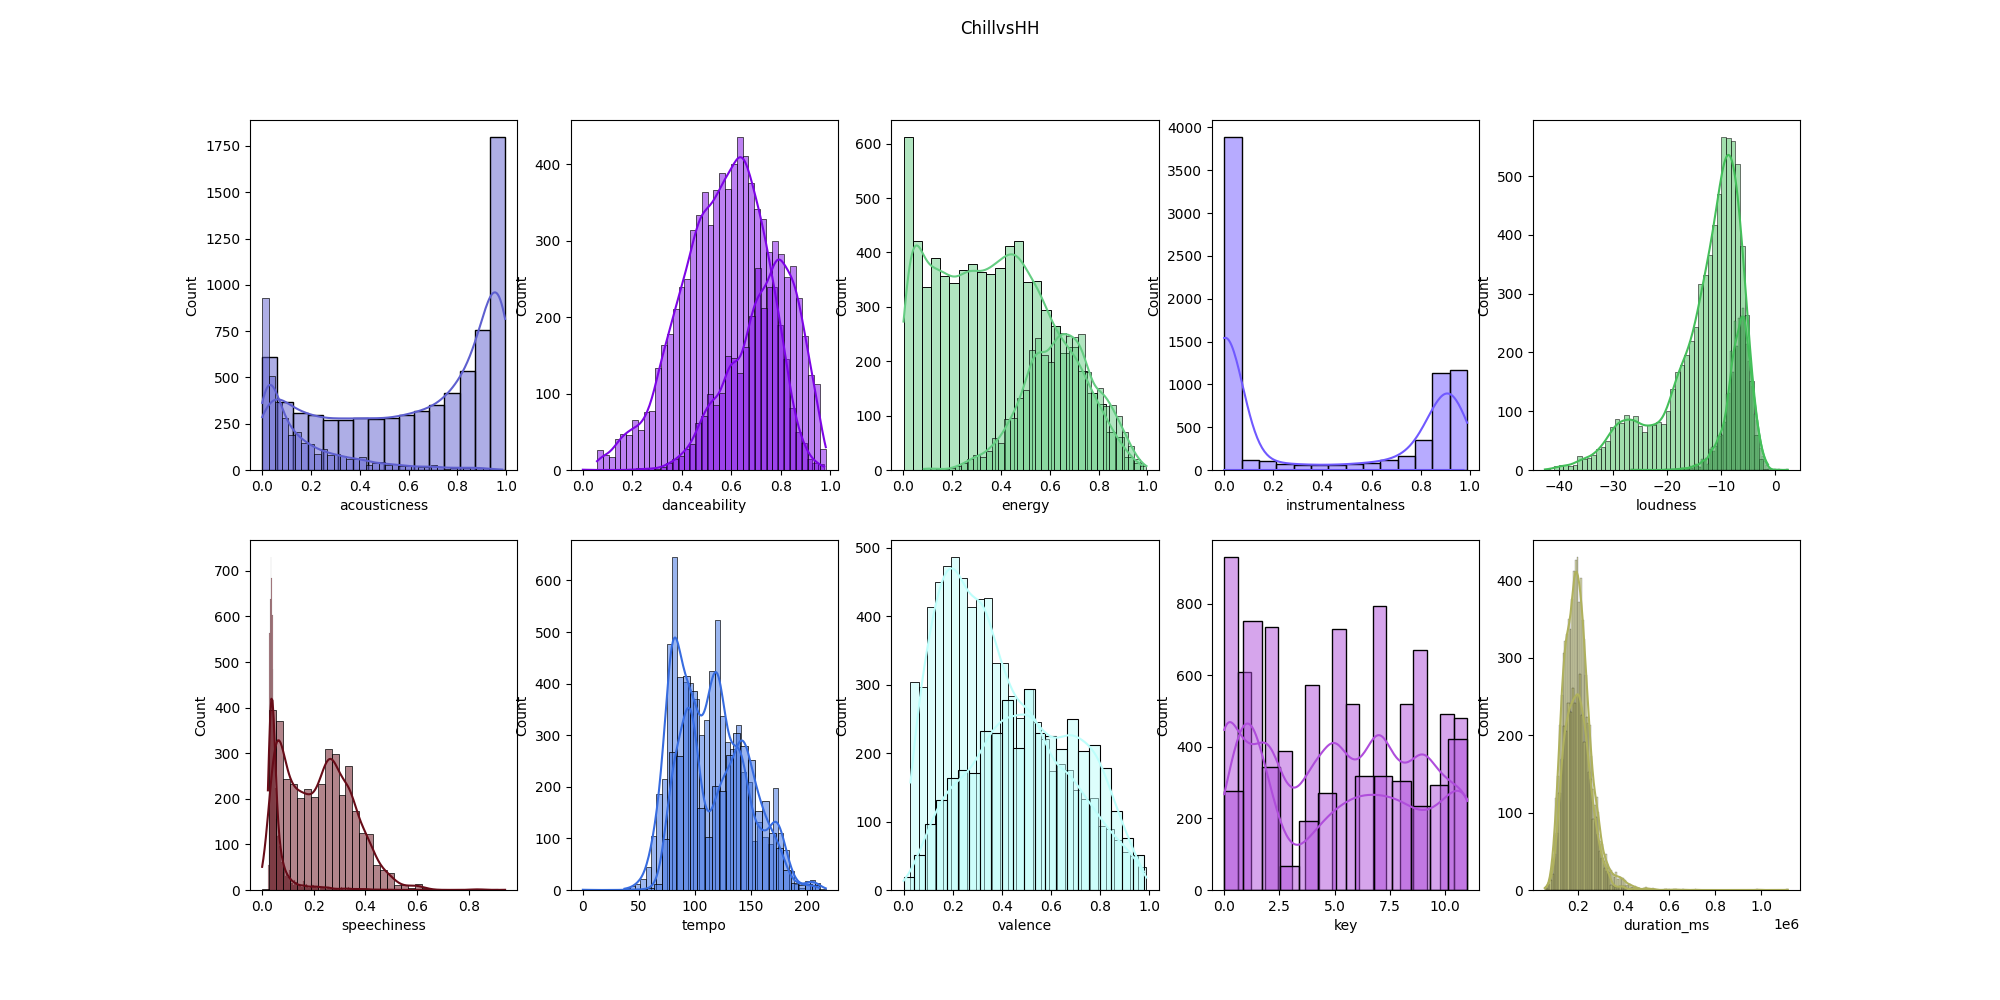 ChillvsHH
Count
1750
1500
1250
1000
750
500
250
0
0.0 0.2 0.4 0.6 0.8 1.0
acousticness
Count
400
300
200
100
0
0.0 0.2 0.4 0.6 0.8 1.0
danceability
Count
600
500
400
300
200
100
0
0.0 0.2 0.4 0.6 0.8 1.0
energy
Count
4000
3500
3000
2500
2000
1500
1000
500
0
0.0 0.2 0.4 0.6 0.8 1.0
instrumentalness
Count
500
400
300
200
100
0
−40 −30 −20 −10 0
loudness
Count
700
600
500
400
300
200
100
0
0.0 0.2 0.4 0.6 0.8
speechiness
Count
600
500
400
300
200
100
0
0 50 100 150 200
tempo
Count
500
400
300
200
100
0
0.0 0.2 0.4 0.6 0.8 1.0
valence
Count
800
600
400
200
0
0.0 2.5 5.0 7.5 10.0
key
Count
400
300
200
100
0
0.2 0.4 0.6 0.8 1.0
1e6
duration_ms